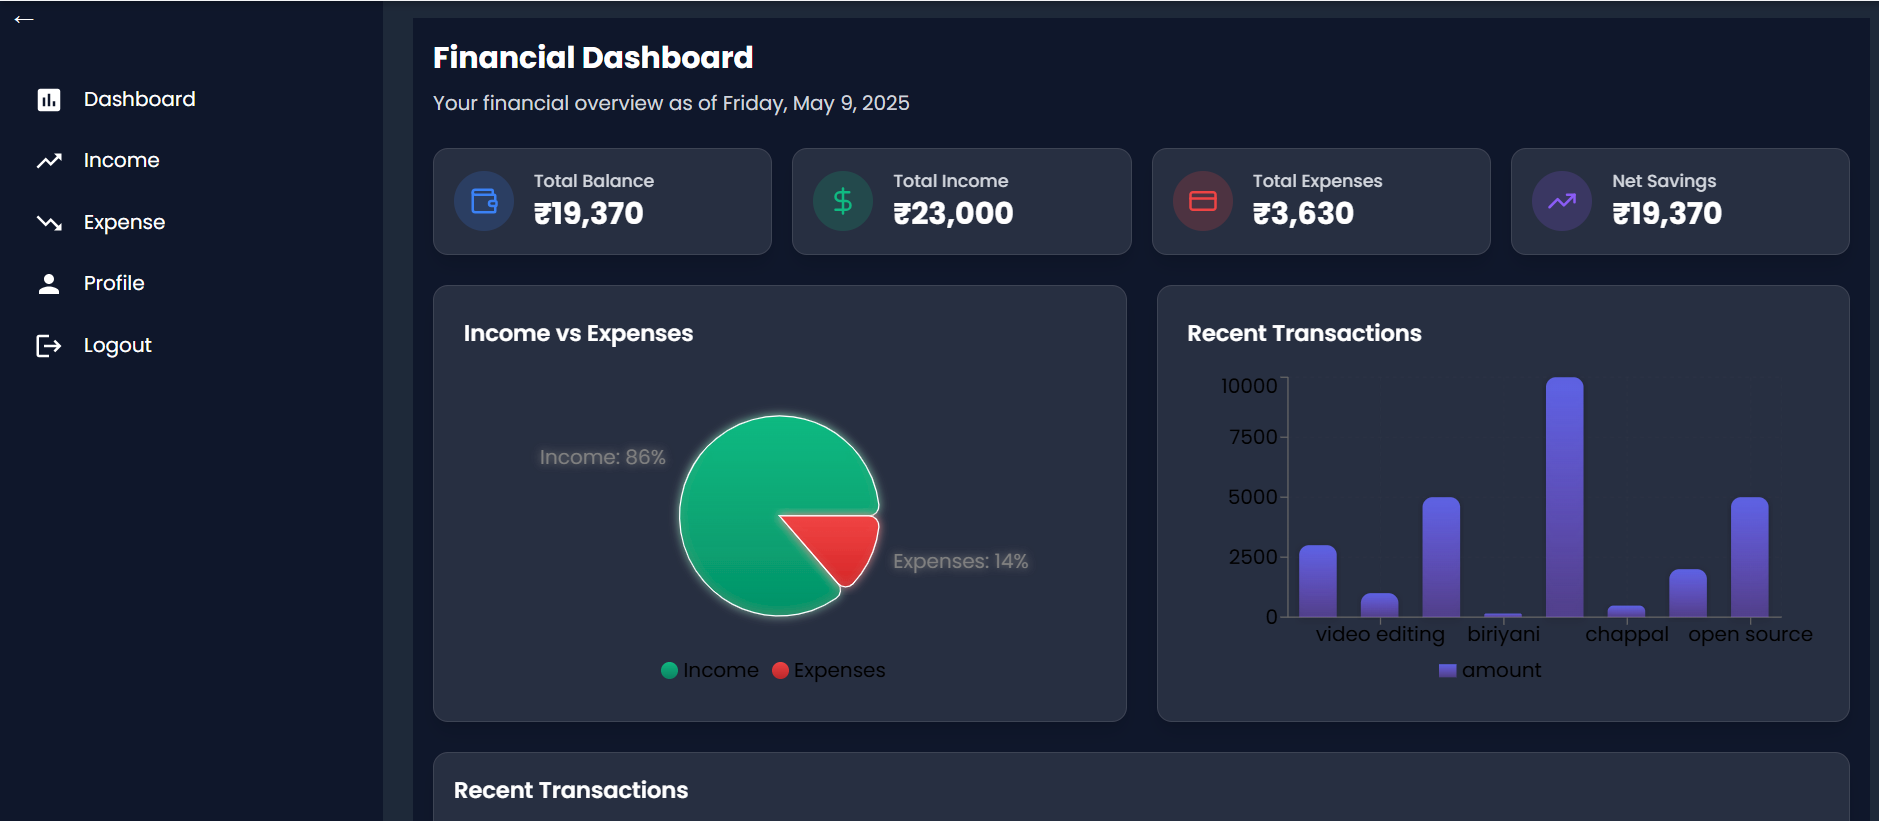 ←
Dashboard
Income
Expense
Profile
Logout
Financial Dashboard
Your financial overview as of Friday, May 9, 2025
Total Balance
₹19,370
Total Income
₹23,000
Total Expenses
₹3,630
Net Savings
₹19,370
Income vs Expenses
Income: 86%
Expenses: 14%
Income Expenses
Recent Transactions
10000
7500
5000
2500
0
video editing biriyani chappal open source
amount
Recent Transactions